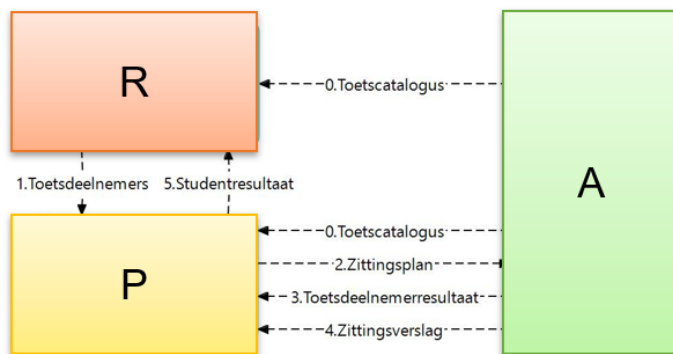 R
0.Toetscatalogus
A
1.Toetsdeelnemers
5.Studentresultaat
P
0.Toetscatalogus
2.Zittingsplan
3.Toetsdeelnemerresultaat
4.Zittingsverslag